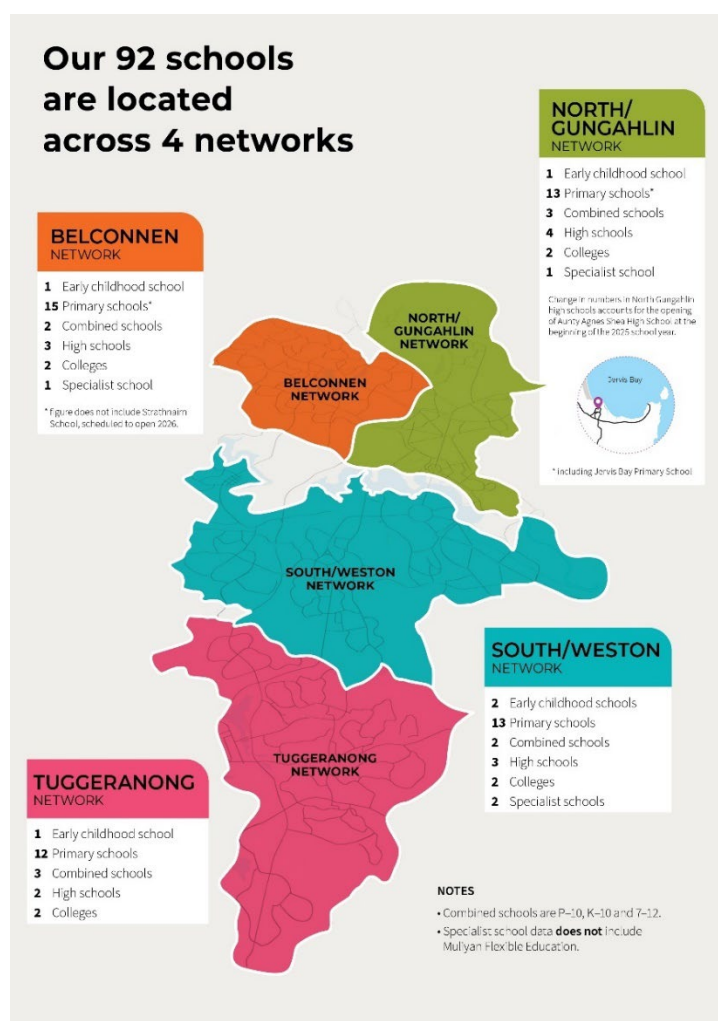 Our 92 schools
are located
across 4 networks
NORTH/
GUNGAHLIN
NETWORK
1 Early childhood school
13 Primary schools*
3 Combined schools
4 High schools
2 Colleges
1 Specialist school
Change in numbers in North Gungahlin
high schools accounts for the opening
of Aunty Agnes Shea High School at the
beginning of the 2025 school year.
Jervis Bay
* including Jervis Bay Primary School
BELCONNEN
NETWORK
1 Early childhood school
15 Primary schools*
2 Combined schools
3 High schools
2 Colleges
1 Specialist school
* figure does not include Strathnairn
School, scheduled to open 2026.
NORTH/
GUNGAHLIN
NETWORK
BELCONNEN
NETWORK
SOUTH/WESTON
NETWORK
SOUTH/WESTON
NETWORK
2 Early childhood schools
13 Primary schools
2 Combined schools
3 High schools
2 Colleges
2 Specialist schools
TUGGERANONG
NETWORK
TUGGERANONG
NETWORK
1 Early childhood school
12 Primary schools
3 Combined schools
2 High schools
2 Colleges
NOTES
• Combined schools are P–10, K–10 and 7–12.
• Specialist school data does not include
Muliyan Flexible Education.